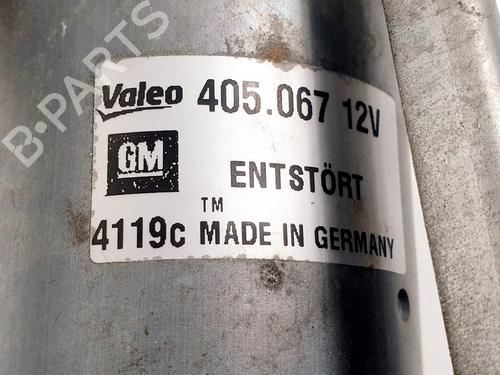 B-PARTS
Valeo 405.067 12V
GM ENTSTÖRT
4119c ™ MADE IN GERMANY